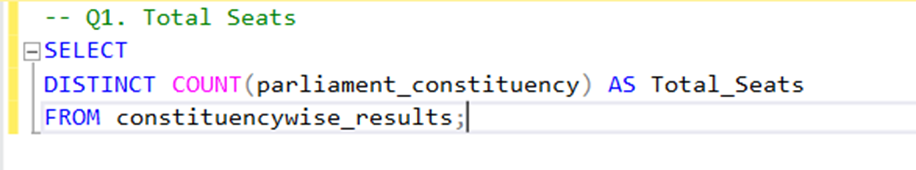 -- Q1. Total Seats
SELECT
DISTINCT COUNT(parliament_constituency) AS Total_Seats
FROM constituencywise_results;